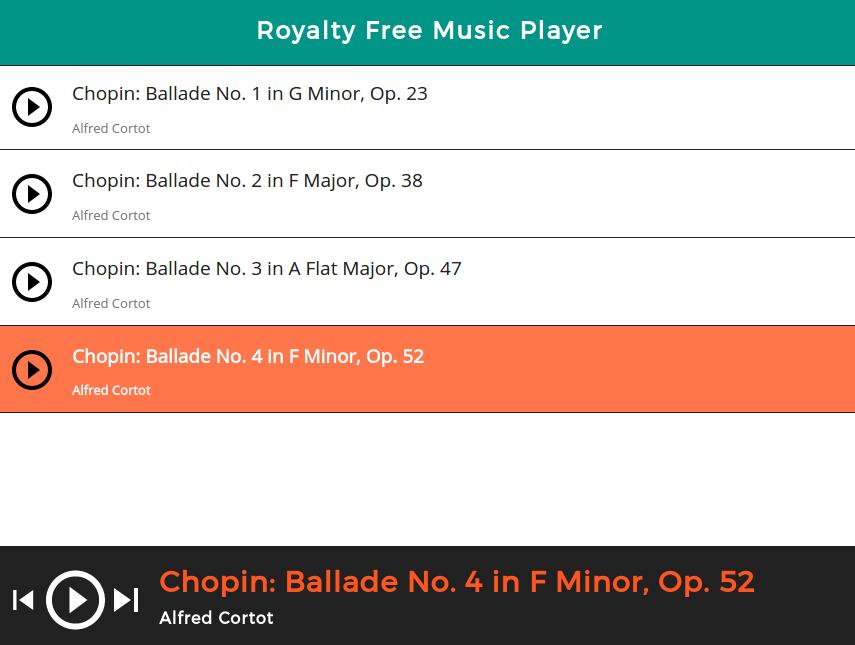 Royalty Free Music Player
Chopin: Ballade No. 1 in G Minor, Op. 23
Alfred Cortot
Chopin: Ballade No. 2 in F Major, Op. 38
Alfred Cortot
Chopin: Ballade No. 3 in A Flat Major, Op. 47
Alfred Cortot
Chopin: Ballade No. 4 in F Minor, Op. 52
Alfred Cortot
Chopin: Ballade No. 4 in F Minor, Op. 52
Alfred Cortot